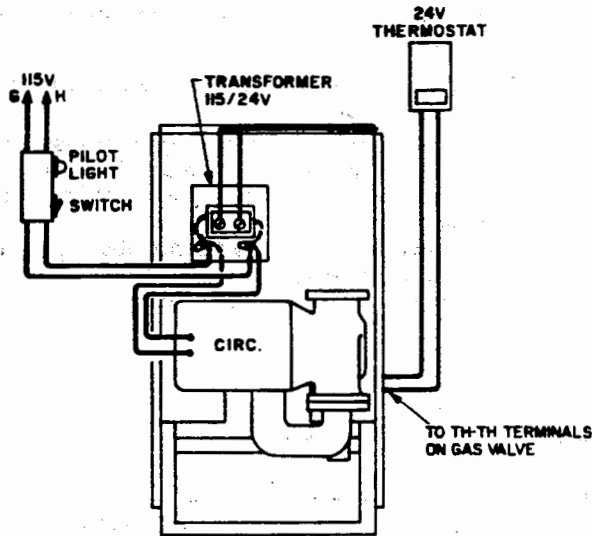 24V
THERMOSTAT
115V
G H
TRANSFORMER
115/24V
PILOT
LIGHT
SWITCH
CIRC.
TO TH-TH TERMINALS
ON GAS VALVE